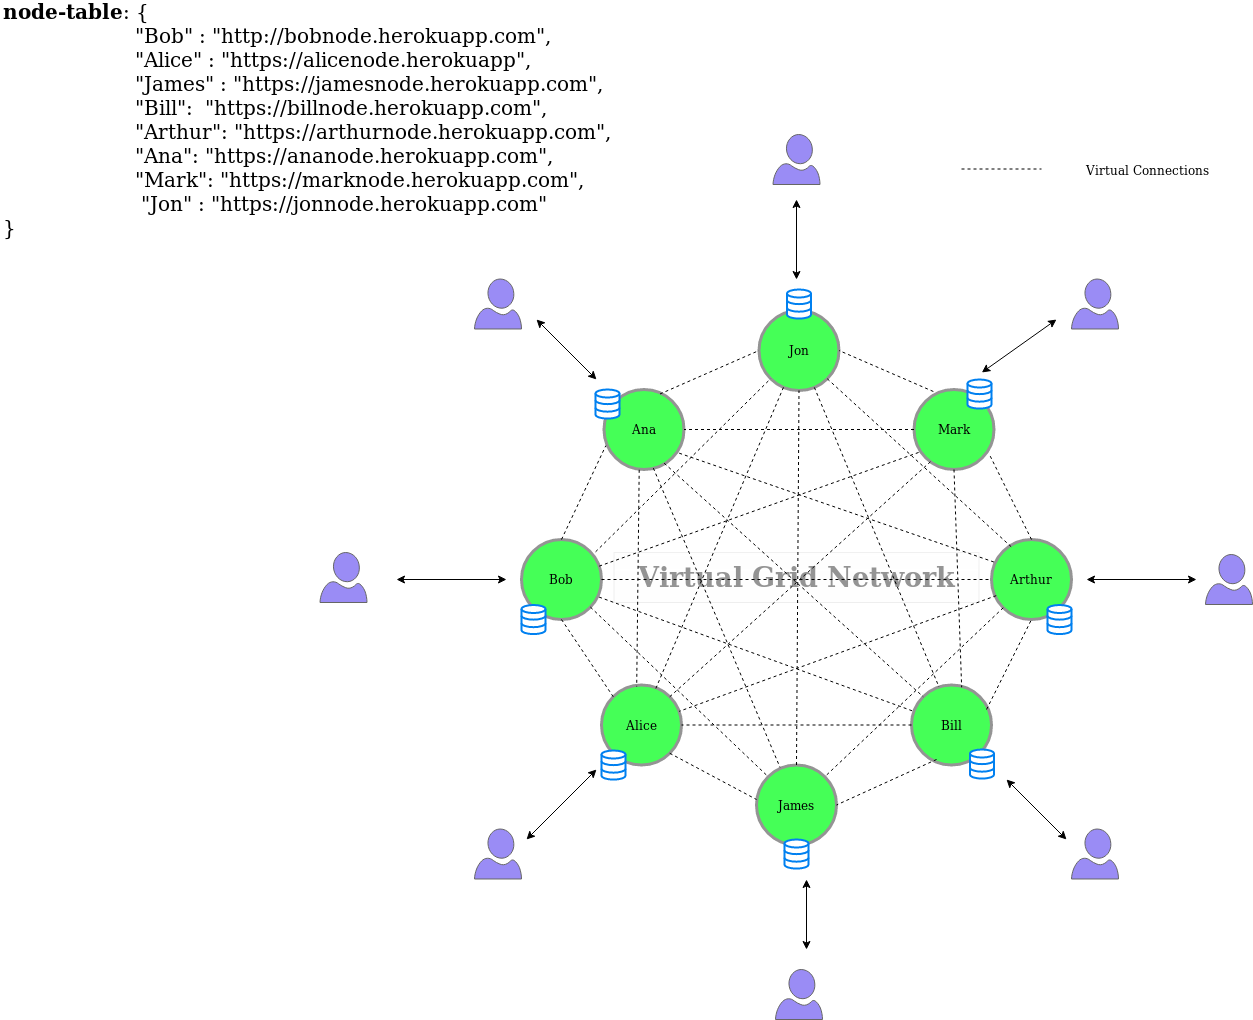 node-table: {
"Bob" : "http://bobnode.herokuapp.com",
"Alice" : "https://alicenode.herokuapp",
"James" : "https://jamesnode.herokuapp.com",
"Bill":  "https://billnode.herokuapp.com",
"Arthur": "https://arthurnode.herokuapp.com",
"Ana": "https://ananode.herokuapp.com",
"Mark": "https://marknode.herokuapp.com",
"Jon" : "https://jonnode.herokuapp.com"
}
Virtual Connections
Jon
Ana
Mark
Bob
Virtual Grid Network
Arthur
Alice
Bill
James